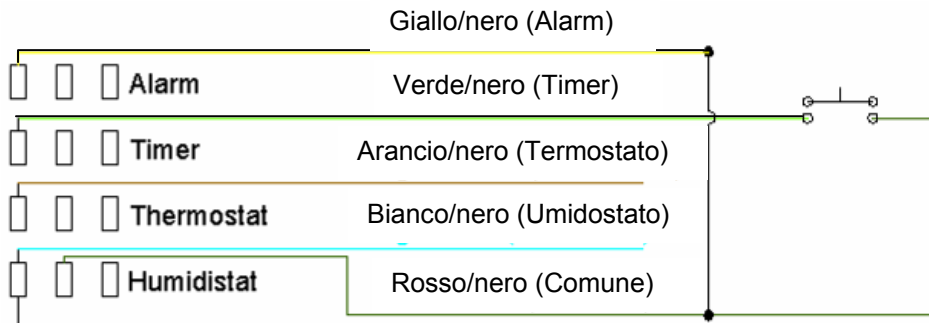 Giallo/nero (Alarm)
Alarm
Verde/nero (Timer)
Timer
Arancio/nero (Termostato)
Thermostat
Bianco/nero (Umidostato)
Humidistat
Rosso/nero (Comune)